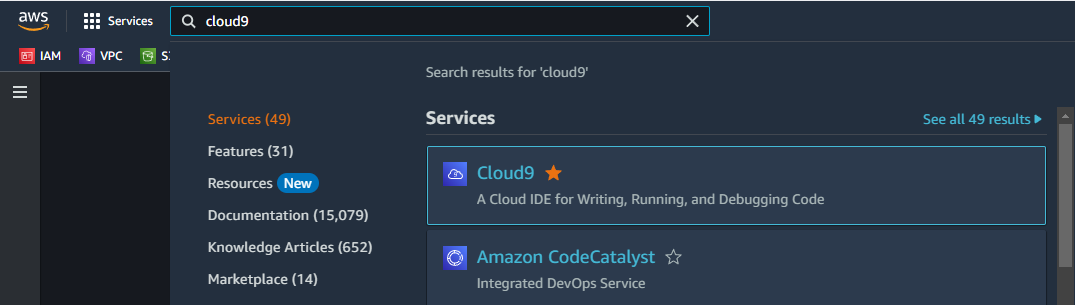 aws
Services
cloud9
IAM
VPC
Search results for 'cloud9'
Services (49)
Features (31)
Resources New
Documentation (15,079)
Knowledge Articles (652)
Marketplace (14)
Services
See all 49 results
Cloud9
A Cloud IDE for Writing, Running, and Debugging Code
Amazon CodeCatalyst
Integrated DevOps Service